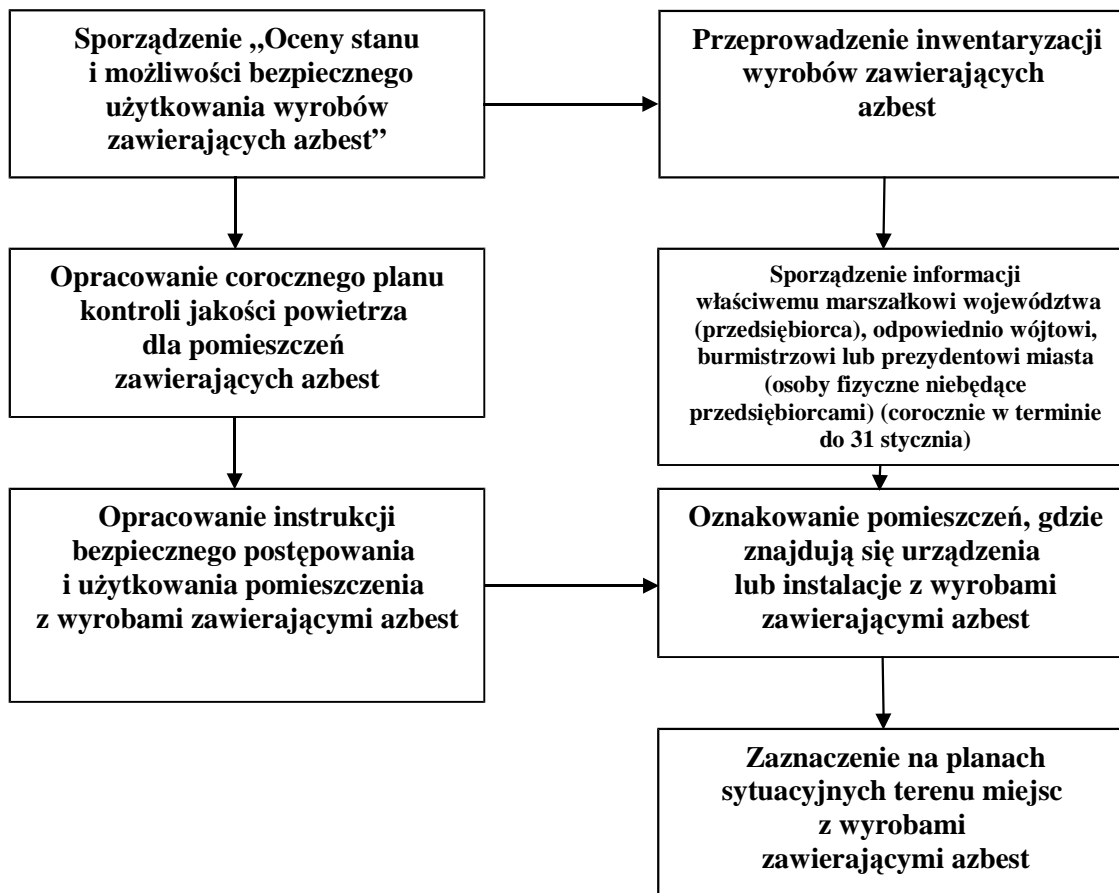 Sporządzenie „Oceny stanu
i możliwości bezpiecznego
użytkowania wyrobów
zawierających azbest”
Przeprowadzenie inwentaryzacji
wyrobów zawierających
azbest
Opracowanie corocznego planu
kontroli jakości powietrza
dla pomieszczeń
zawierających azbest
Sporządzenie informacji
właściwemu marszałkowi województwa
(przedsiębiorca), odpowiednio wójtowi,
burmistrzowi lub prezydentowi miasta
(osoby fizyczne niebędące
przedsiębiorcami) (corocznie w terminie
do 31 stycznia)
Opracowanie instrukcji
bezpiecznego postępowania
i użytkowania pomieszczenia
z wyrobami zawierającymi azbest
Oznakowanie pomieszczeń, gdzie
znajdują się urządzenia
lub instalacje z wyrobami
zawierającymi azbest
Zaznaczenie na planach
sytuacyjnych terenu miejsc
z wyrobami
zawierającymi azbest